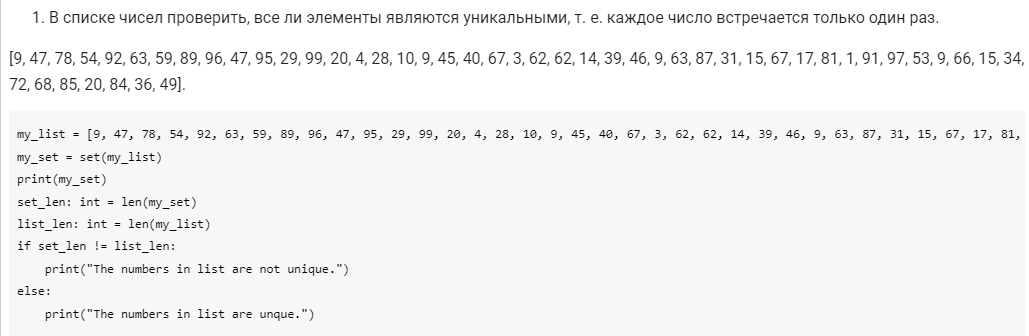 1. В списке чисел проверить, все ли элементы являются уникальными, т. е. каждое число встречается только один раз.
[9, 47, 78, 54, 92, 63, 59, 89, 96, 47, 95, 29, 99, 20, 4, 28, 10, 9, 45, 40, 67, 3, 62, 62, 14, 39, 46, 9, 63, 87, 31, 15, 67, 17, 81, 1, 91, 97, 53, 9, 66, 15, 34,
72, 68, 85, 20, 84, 36, 49].
my_list = [9, 47, 78, 54, 92, 63, 59, 89, 96, 47, 95, 29, 99, 20, 4, 28, 10, 9, 45, 40, 67, 3, 62, 62, 14, 39, 46, 9, 63, 87, 31, 15, 67, 17, 81,
my_set = set(my_list)
print(my_set)
set_len: int = len(my_set)
list_len: int = len(my_list)
if set_len != list_len:
    print("The numbers in list are not unique.")
else:
    print("The numbers in list are unque.")